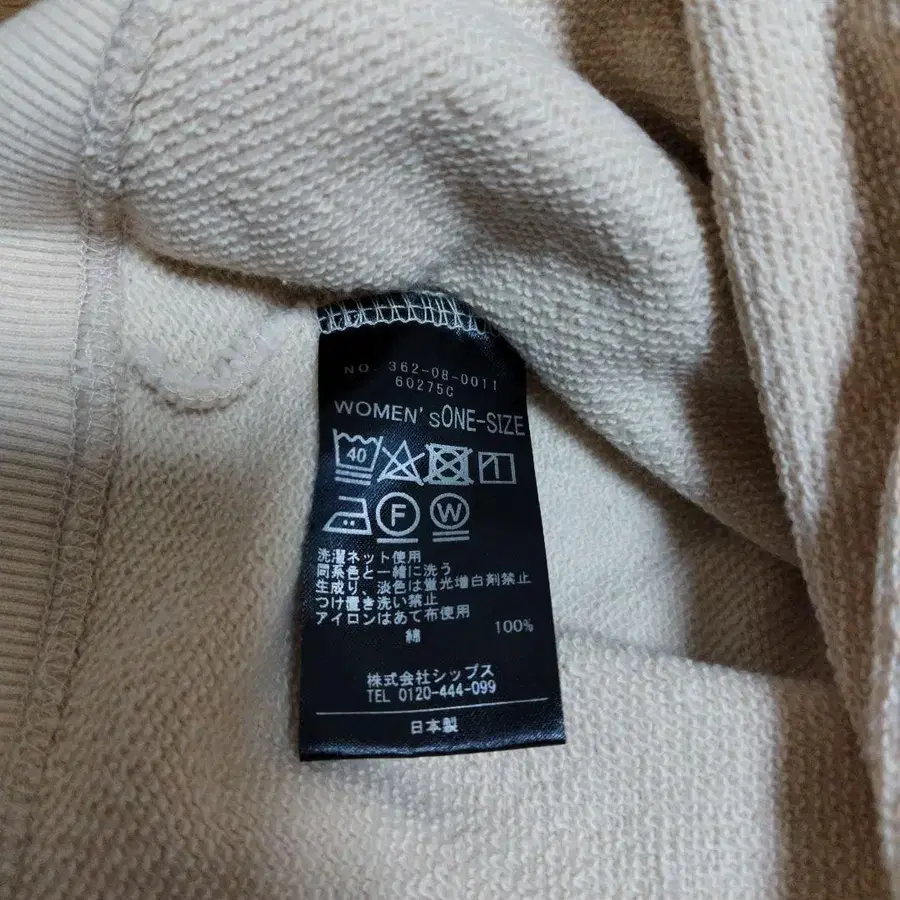 NO. 362-08-0011
60275C
WOMEN'S ONE-SIZE
40
F W
洗濯ネット使用
同系色と一緒に洗う
生成り、淡色は蛍光増白剤禁止
つけ置き洗い禁止
アイロンはあて布使用
綿 100%
株式会社シップス
TEL 0120-444-099
日本製